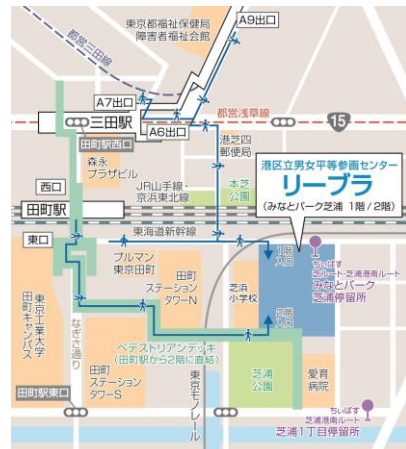 東京都福祉保健局
障害者福祉会館
A9出口
都営三田線
A7出口
三田駅
A6出口
都営浅草線
15
田町駅西口
森永
プラザビル
港芝四
郵便局
西口
JR山手線・
京浜東北線
本芝
公園
港区立男女平等参画センター
リーブラ
(みなとパーク芝浦 1階/2階)
田町駅
東海道新幹線
東口
プルマン
東京田町
田町
ステーション
タワーN
芝浜
小学校
1階
入口
2階
入口
ちぃばす
芝ルート・芝浦港南ルート
みなとパーク
芝浦停留所
東京工業大学
田町キャンパス
なぎさ通り
ペデストリアンデッキ
(田町駅から2階に直結)
田町
ステーション
タワーS
東京モノレール
芝浦
公園
愛育
病院
田町駅東口
ちぃばす
芝浦港南ルート
芝浦1丁目停留所